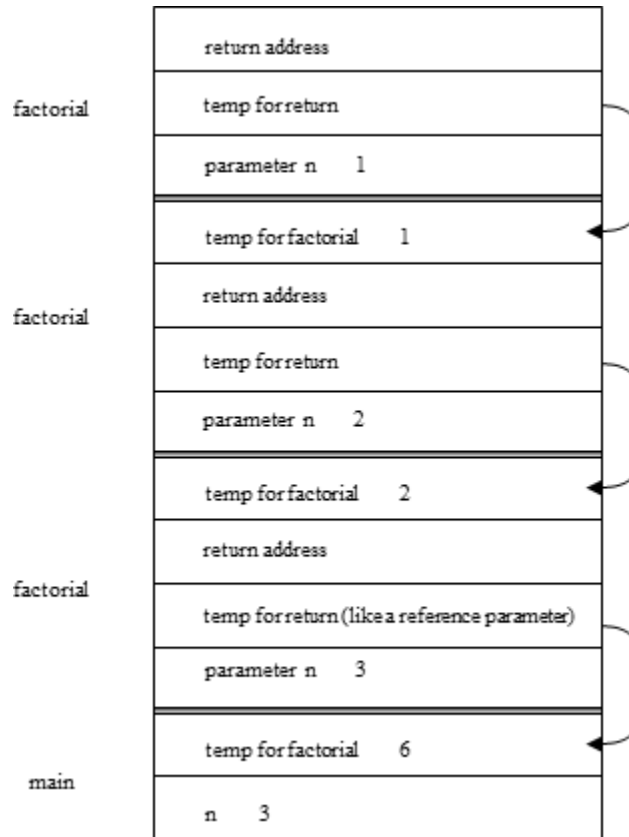 return address
factorial
temp for return
parameter n 1
temp for factorial 1
return address
factorial
temp for return
parameter n 2
temp for factorial 2
return address
factorial
temp for return (like a reference parameter)
parameter n 3
temp for factorial 6
main
n 3